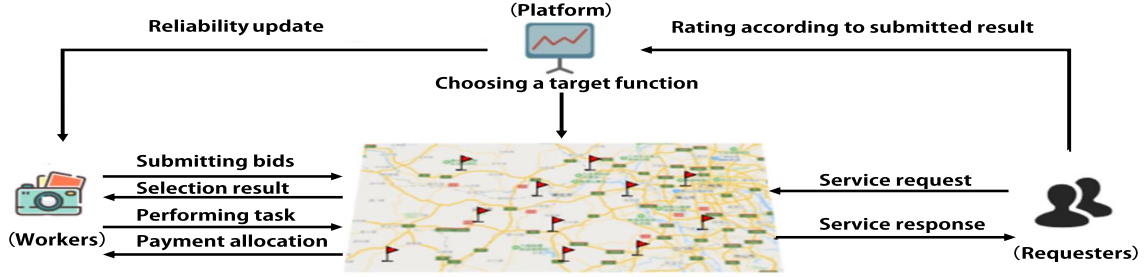 (Platform)
Reliability update
Rating according to submitted result
Choosing a target function
Submitting bids
Selection result
Performing task
Payment allocation
(Workers)
Service request
Service response
(Requesters)